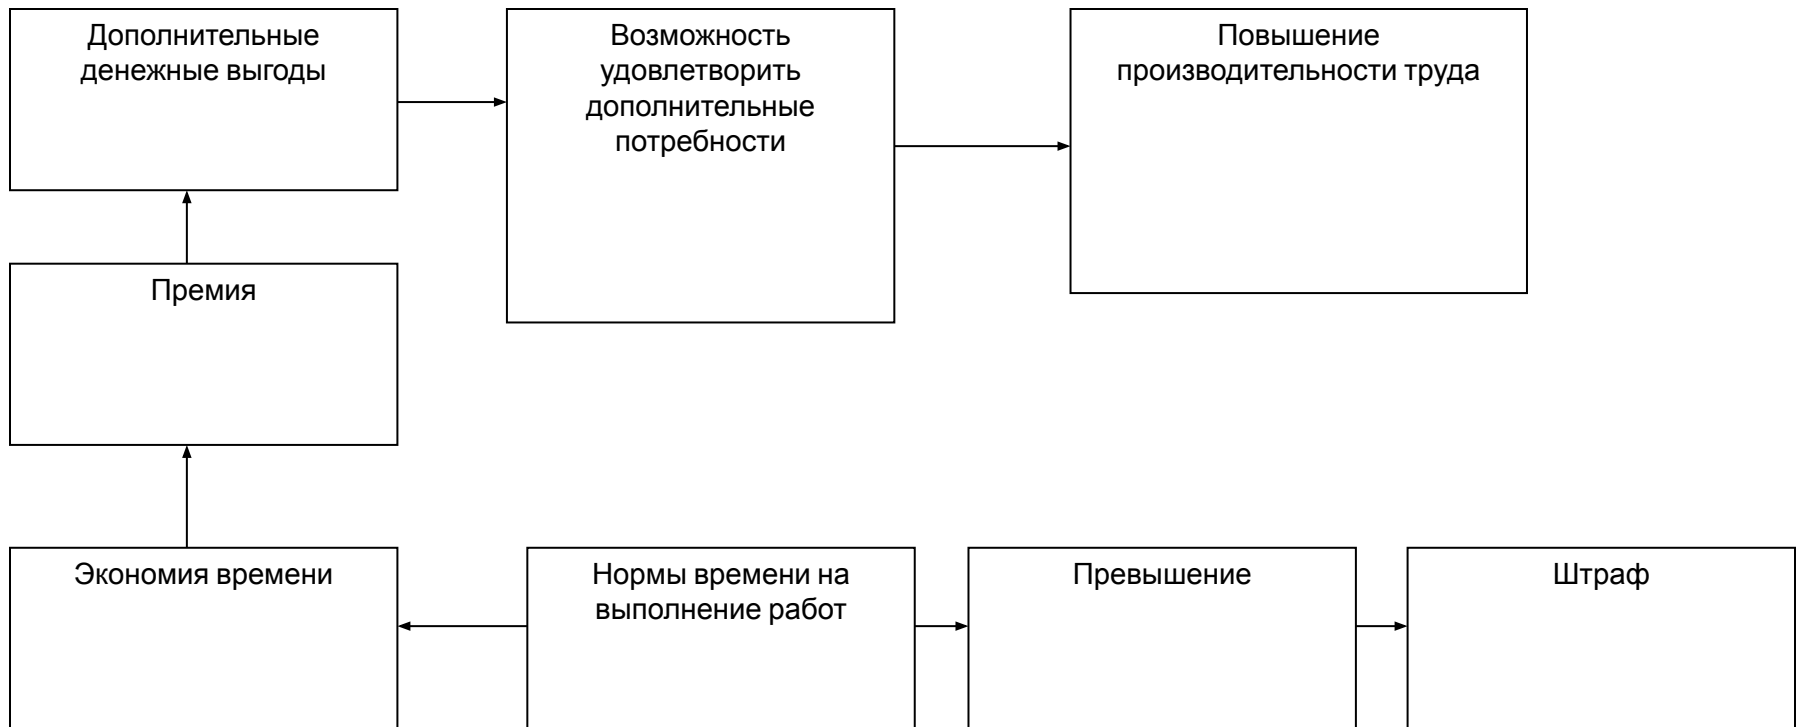 Дополнительные
денежные выгоды
Возможность
удовлетворить
дополнительные
потребности
Повышение
производительности труда
Премия
Экономия времени
Нормы времени на
выполнение работ
Превышение
Штраф